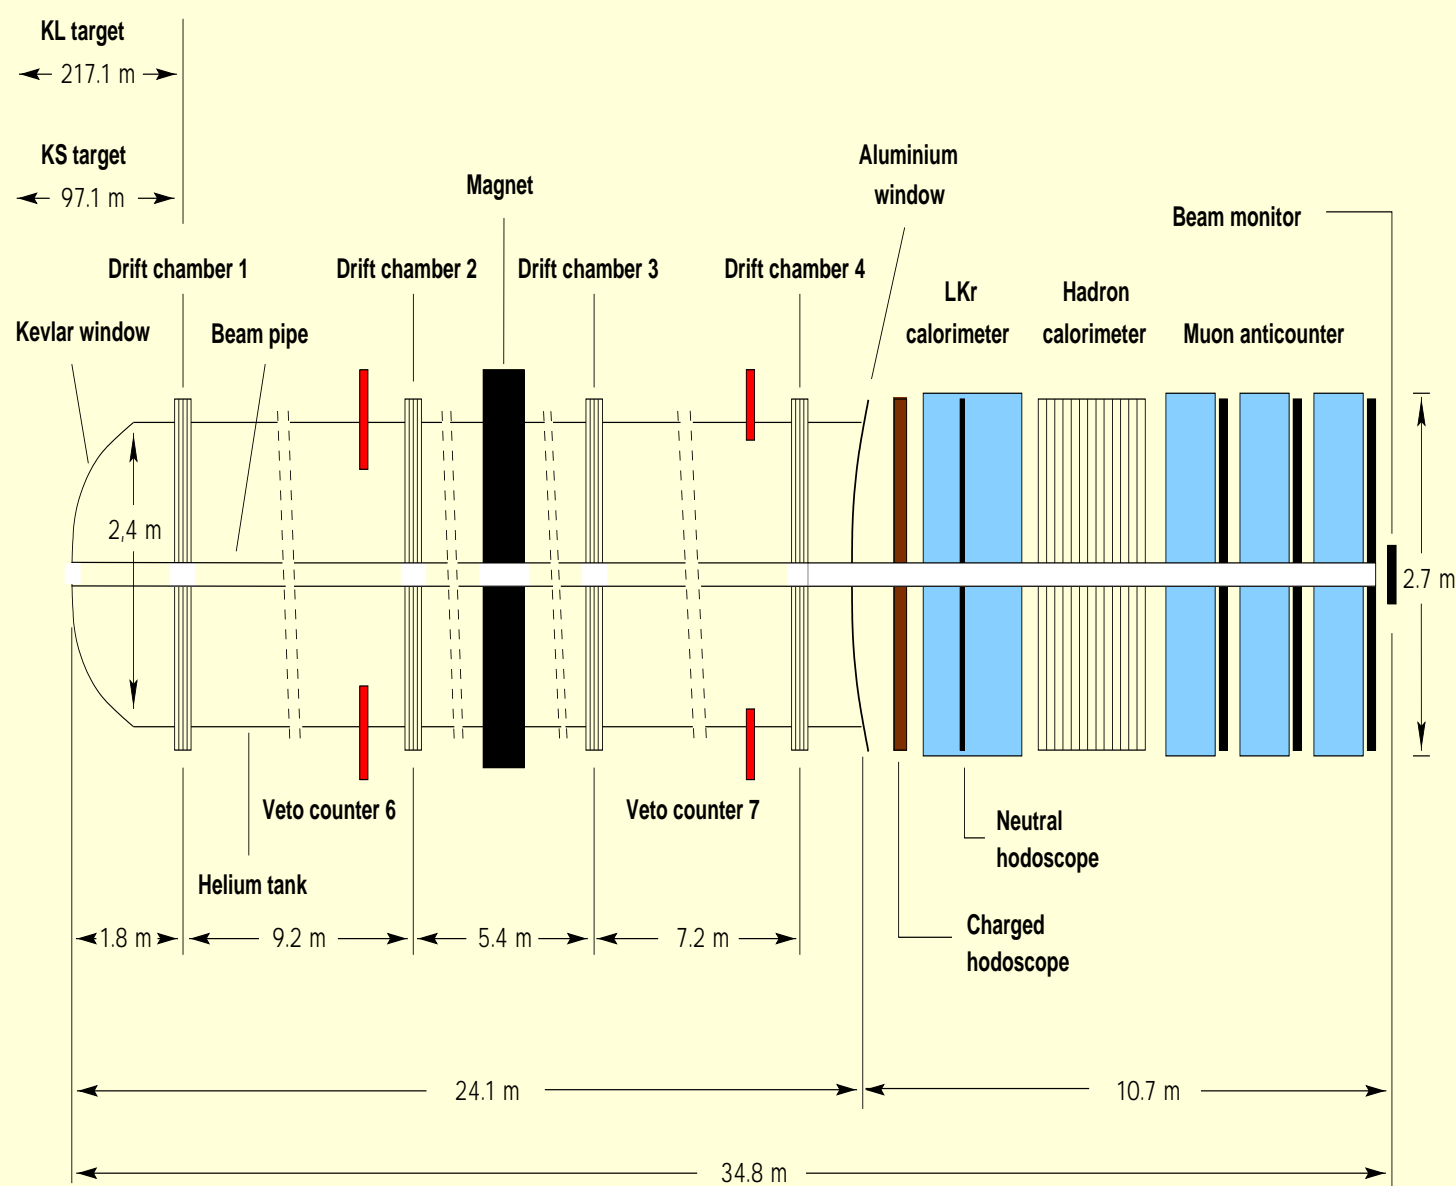 KL target
217.1 m
KS target
97.1 m
Magnet
Aluminium
window
Beam monitor
Drift chamber 1
Drift chamber 2
Drift chamber 3
Drift chamber 4
LKr
calorimeter
Hadron
calorimeter
Muon anticounter
Kevlar window
Beam pipe
2,4 m
2.7 m
Veto counter 6
Veto counter 7
Neutral
hodoscope
Helium tank
Charged
hodoscope
1.8 m
9.2 m
5.4 m
7.2 m
24.1 m
10.7 m
34.8 m